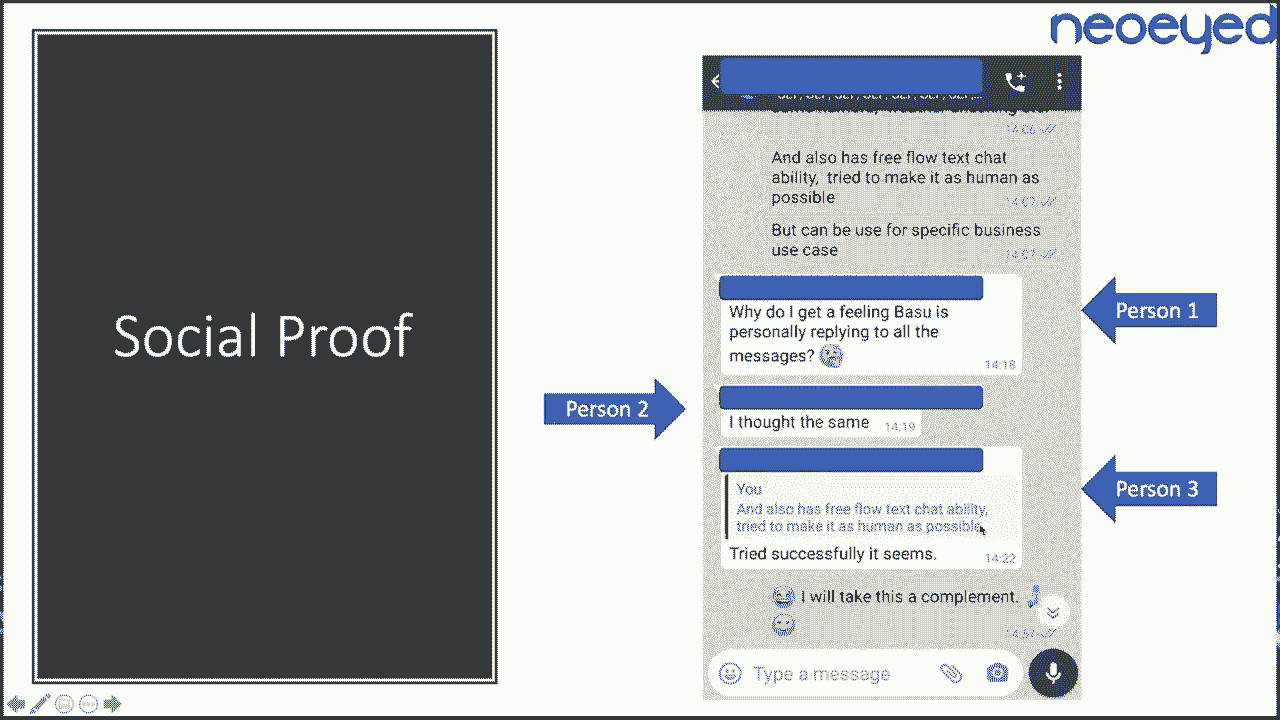 neoeyed
Social Proof
14:06
And also has free flow text chat
ability, tried to make it as human as
possible
14:07
But can be use for specific business
use case
14:07
Why do I get a feeling Basu is
personally replying to all the
messages?
14:18
Person 1
I thought the same
14:19
Person 2
You
And also has free flow text chat ability,
tried to make it as human as possible
Tried successfully it seems.
14:22
Person 3
I will take this a complement.
14:57
Type a message